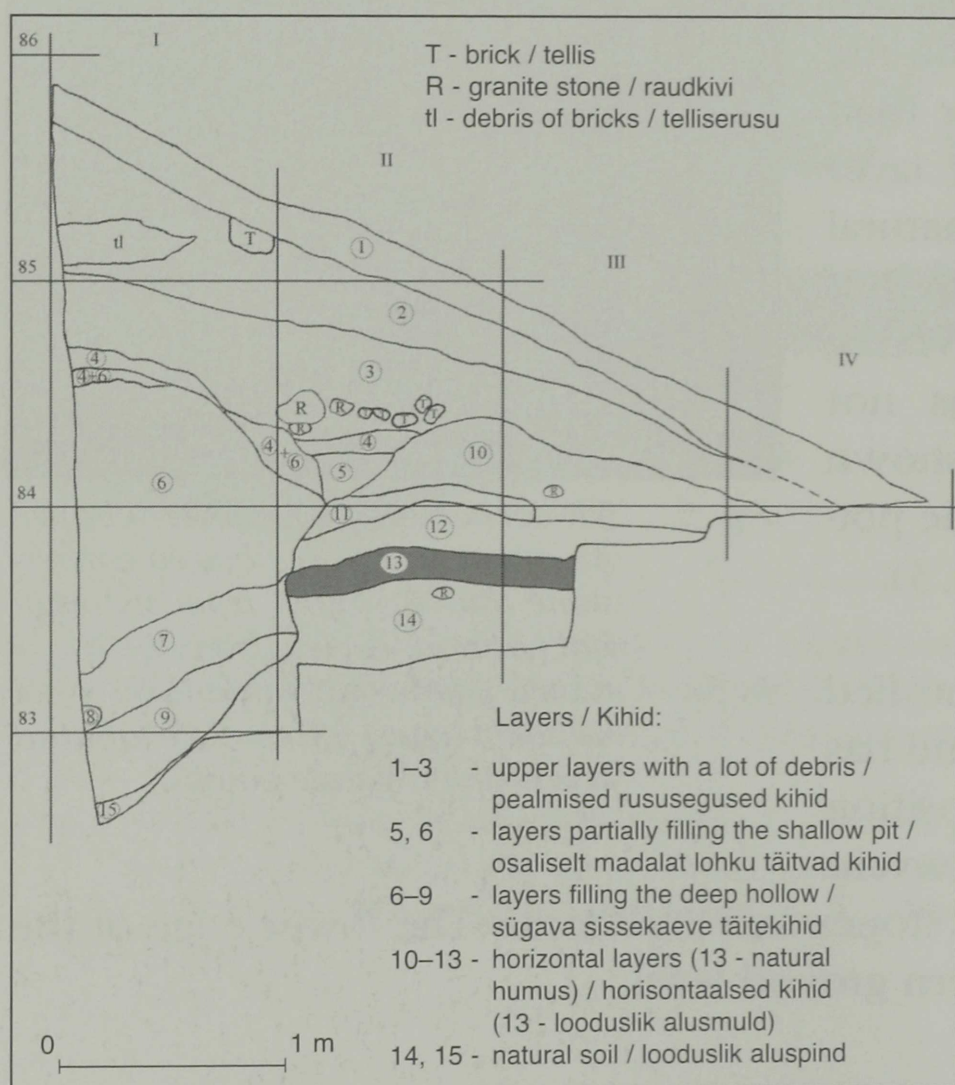 86
I
T - brick / tellis
R - granite stone / raudkivi
tl - debris of bricks / telliserusu
II
tl
T
1
85
III
2
IV
4
3
4+6
R
R
T
T
T
T
T
R
4
4+6
5
10
6
R
84
11
12
13
R
14
7
8
9
83
15
Layers / Kihid:
1–3 - upper layers with a lot of debris /
pealmised rususegused kihid
5, 6 - layers partially filling the shallow pit /
osaliselt madalat lohku täitvad kihid
6–9 - layers filling the deep hollow /
sügava sissekaeve täitekihid
10–13 - horizontal layers (13 - natural
humus) / horisontaalsed kihid
(13 - looduslik alusmuld)
14, 15 - natural soil / looduslik aluspind
0
1 m